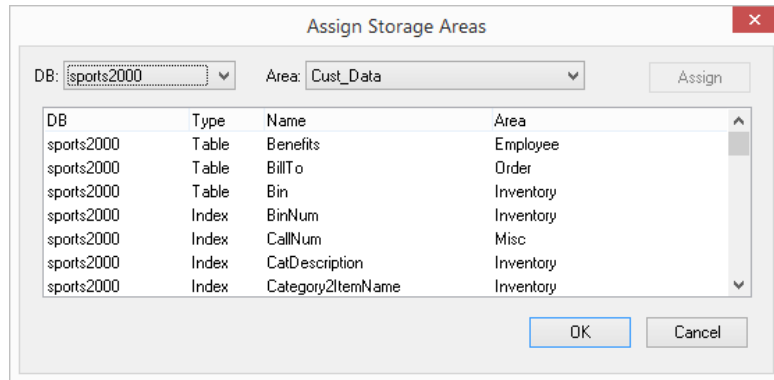 Assign Storage Areas
DB: sports2000 Area: Cust_Data Assign
DB Type Name Area
sports2000 Table Benefits Employee
sports2000 Table BillTo Order
sports2000 Table Bin Inventory
sports2000 Index BinNum Inventory
sports2000 Index CallNum Misc
sports2000 Index CatDescription Inventory
sports2000 Index Category2ItemName Inventory
OK Cancel